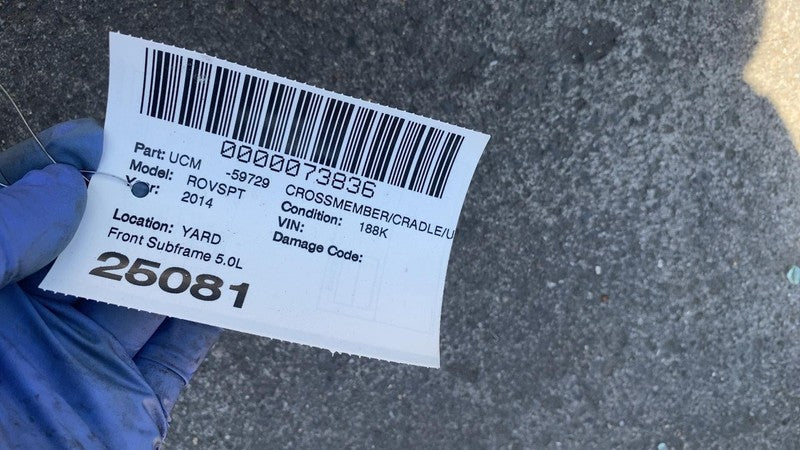 0000073836
Part: UCM -59729 CROSSMEMBER/CRADLE/U
Model: ROVSPT Condition: 188K
Year: 2014 VIN:
Location: YARD Damage Code:
Front Subframe 5.0L
25081